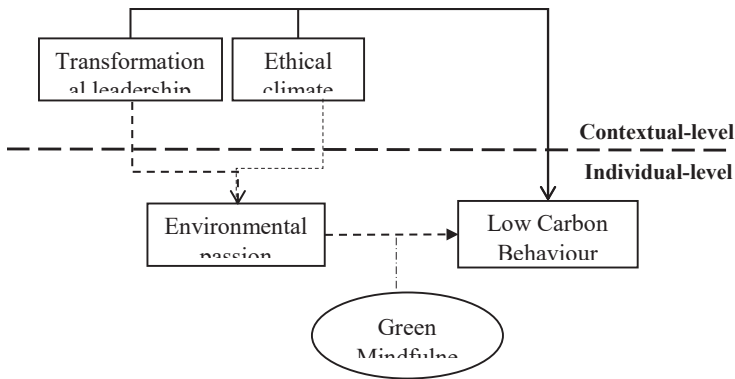 Transformation
al leadership
Ethical
climate
Contextual-level
Individual-level
Environmental
passion
Low Carbon
Behaviour
Green
Mindfulne